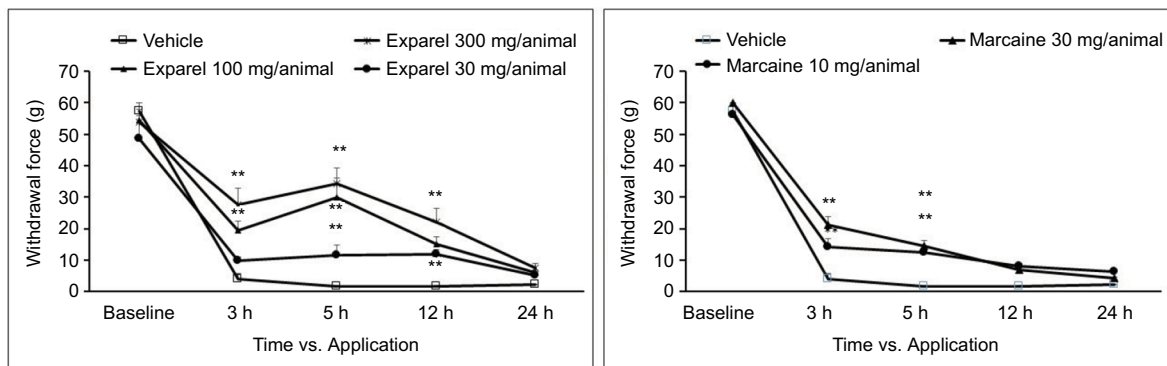 Vehicle Exparel 300 mg/animal
Exparel 100 mg/animal Exparel 30 mg/animal
70
60
50
40
30
20
10
0
Withdrawal force (g)
** ** **
** ** **
** **
Baseline 3 h 5 h 12 h 24 h
Time vs. Application
Vehicle Marcaine 30 mg/animal
Marcaine 10 mg/animal
70
60
50
40
30
20
10
0
Withdrawal force (g)
** **
** **
Baseline 3 h 5 h 12 h 24 h
Time vs. Application